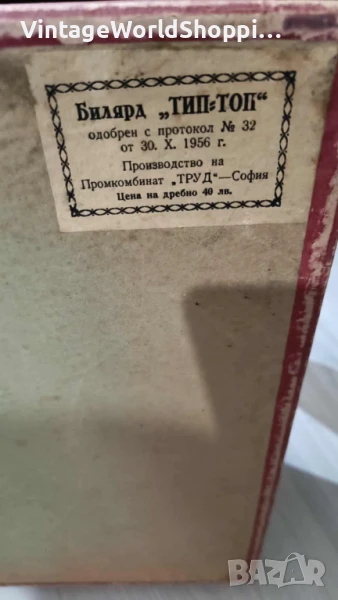 VintageWorldShoppi...
Билярд „ТИП=ТОП“
одобрен с протокол № 32
от 30. X. 1956 г.
Производство на
Промкомбинат „ТРУД“—София
Цена на дребно 40 лв.
BAZAR